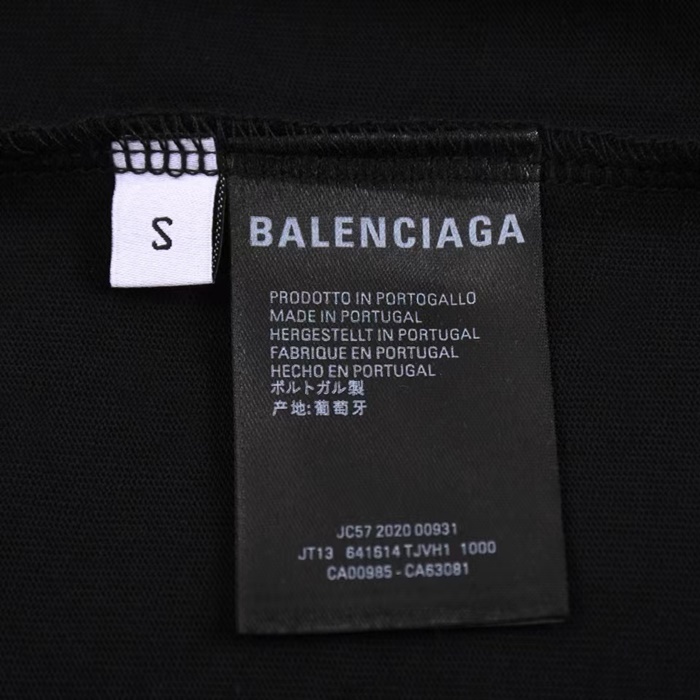 S
BALENCIAGA
PRODOTTO IN PORTOGALLO
MADE IN PORTUGAL
HERGESTELLT IN PORTUGAL
FABRIQUE EN PORTUGAL
HECHO EN PORTUGAL
ポルトガル製
产地:葡萄牙
JC57 2020 00931
JT13 641614 TJVH1 1000
CA00985 - CA63081